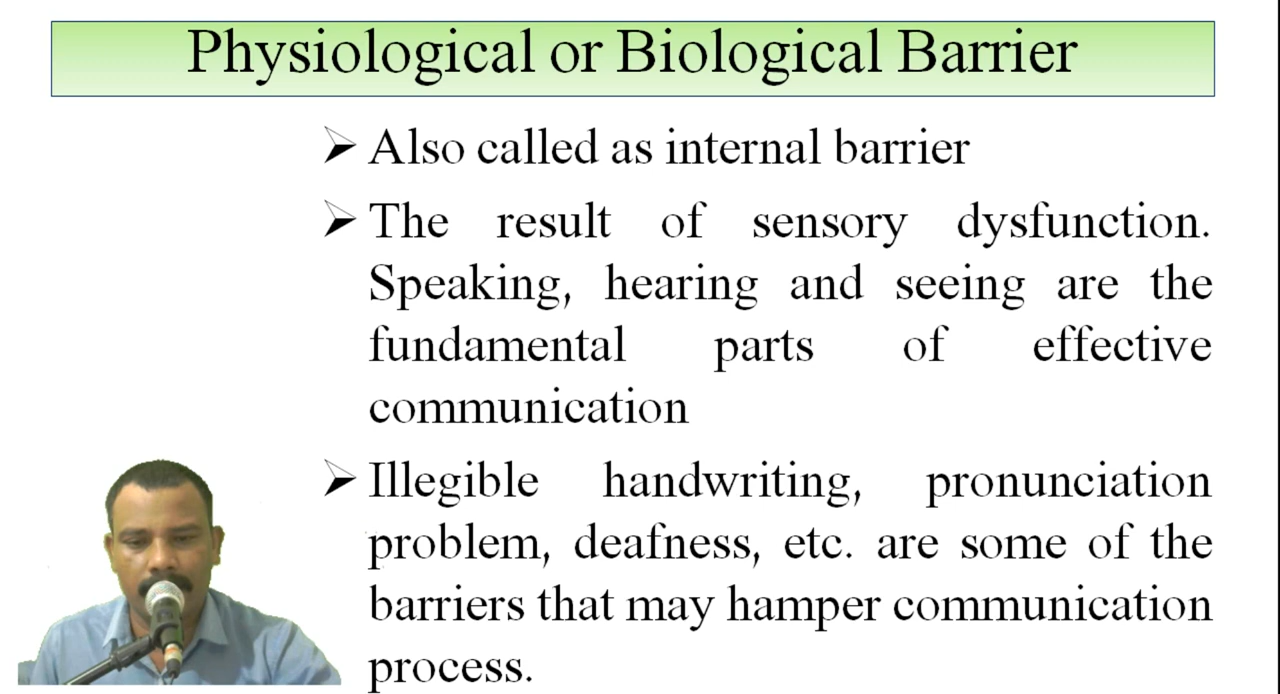 Physiological or Biological Barrier
Also called as internal barrier
The result of sensory dysfunction.
Speaking, hearing and seeing are the
fundamental parts of effective
communication
Illegible handwriting, pronunciation
problem, deafness, etc. are some of the
barriers that may hamper communication
process.